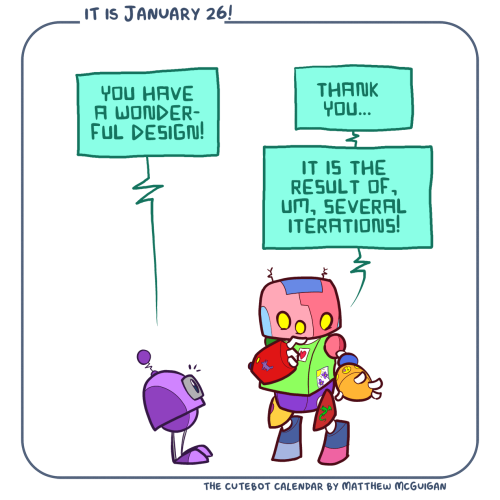 IT IS JANUARY 26!
YOU HAVE
A WONDER-
FUL DESIGN!
THANK
YOU...
IT IS THE
RESULT OF,
UM, SEVERAL
ITERATIONS!
THE CUTEBOT CALENDAR BY MATTHEW MCGUIGAN